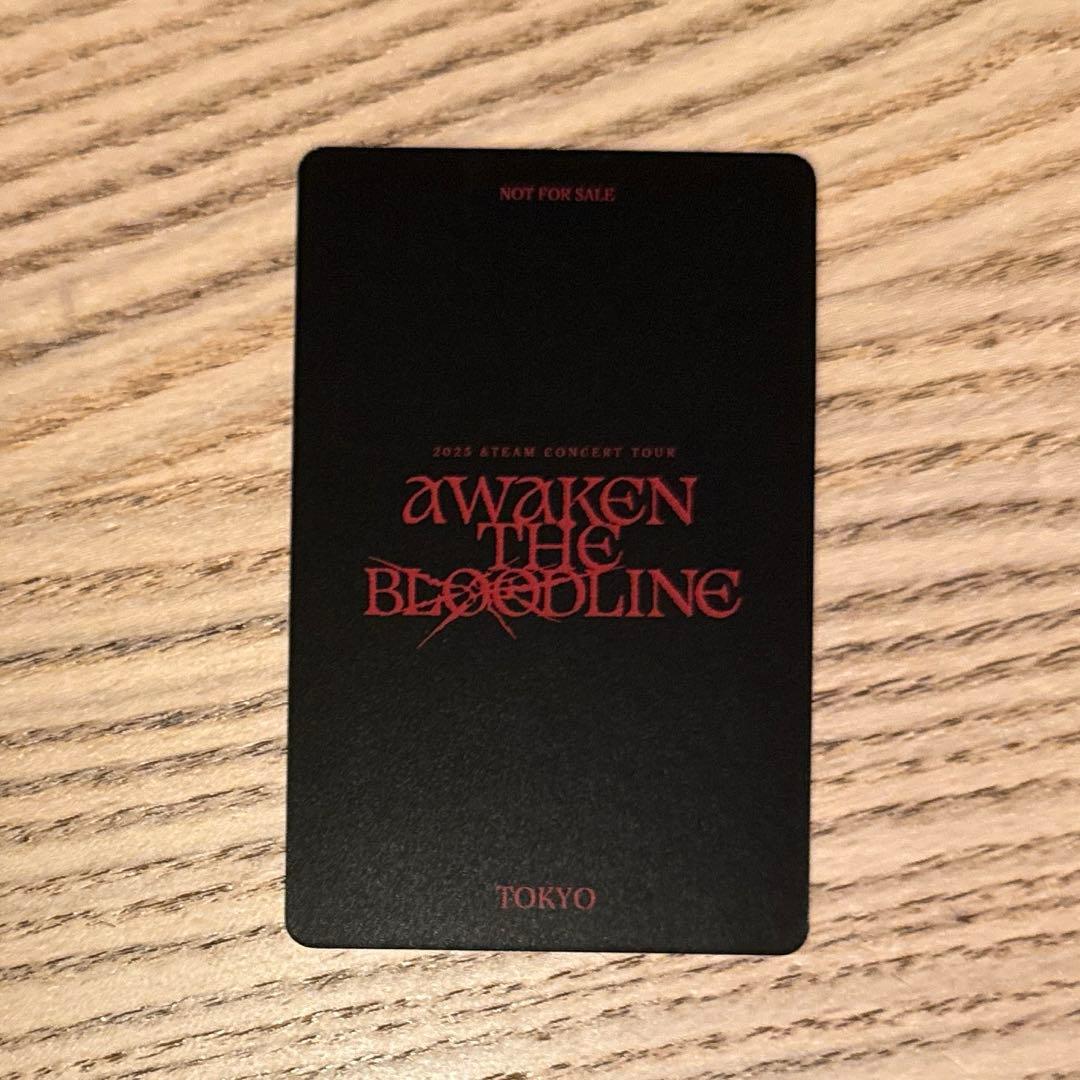 NOT FOR SALE
2025 &TEAM CONCERT TOUR
AWAKEN
THE
BLOODLINE
TOKYO